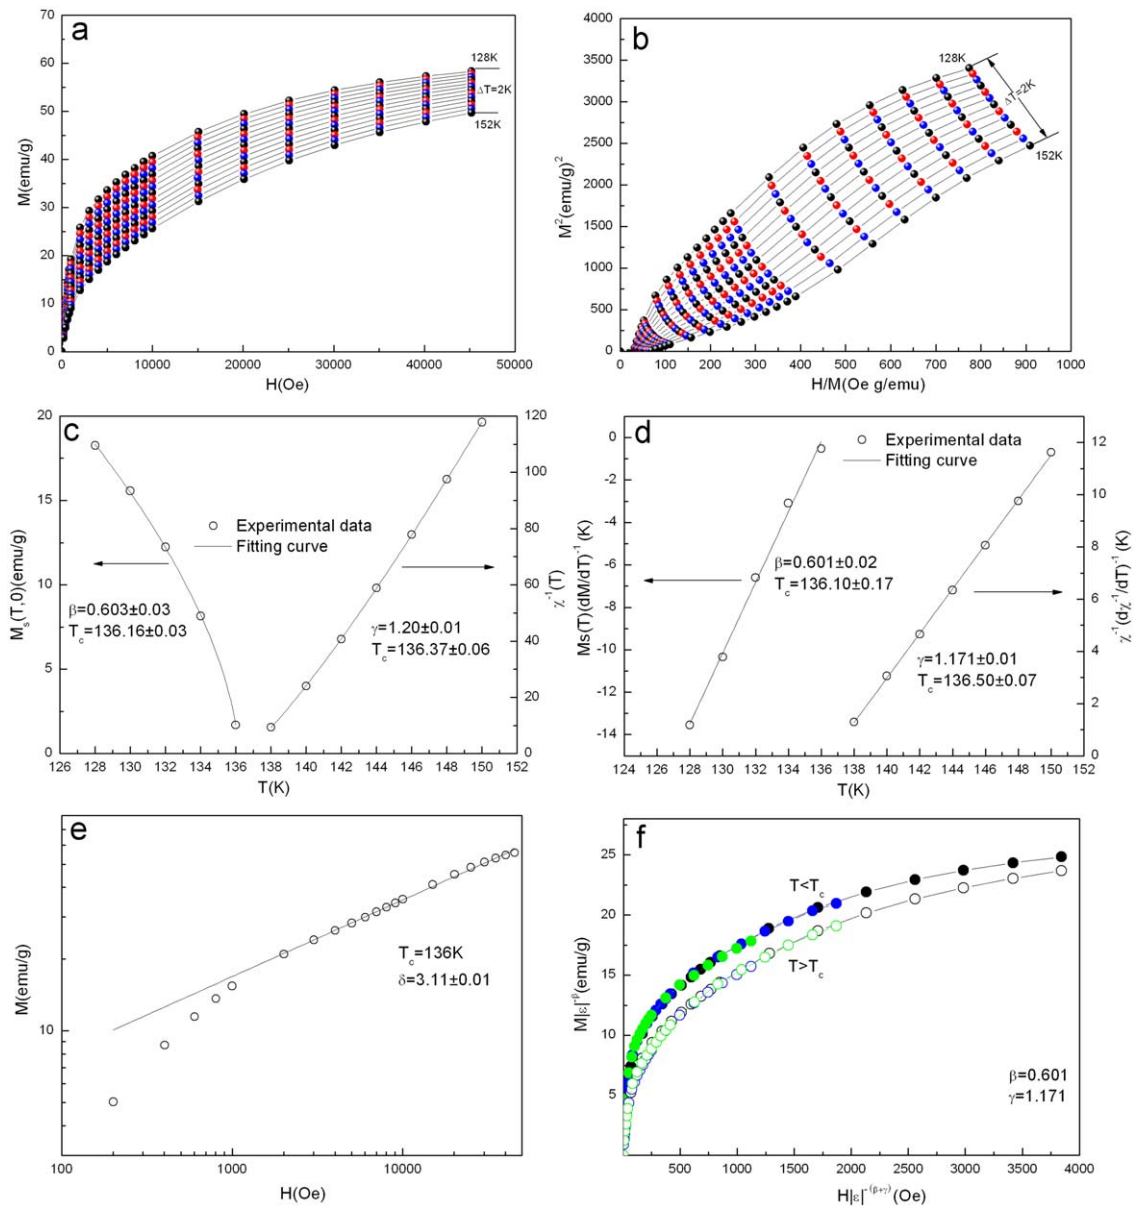 a
70
60
50
40
30
20
10
0
M(emu/g)
128K
ΔT=2K
152K
0 10000 20000 30000 40000 50000
H(Oe)
b
4000
3500
3000
2500
2000
1500
1000
500
0
M²(emu/g)²
128K
ΔT=2K
152K
0 100 200 300 400 500 600 700 800 900 1000
H/M(Oe g/emu)
c
20
15
10
5
0
Mₛ(T,0)(emu/g)
Experimental data
Fitting curve
β=0.603±0.03
T_c=136.16±0.03
γ=1.20±0.01
T_c=136.37±0.06
120
100
80
60
40
20
0
χ⁻¹(T)
126 128 130 132 134 136 138 140 142 144 146 148 150 152
T(K)
d
0
-2
-4
-6
-8
-10
-12
-14
Ms(T)(dM/dT)⁻¹ (K)
Experimental data
Fitting curve
β=0.601±0.02
T_c=136.10±0.17
γ=1.171±0.01
T_c=136.50±0.07
12
10
8
6
4
2
0
χ⁻¹(dχ⁻¹/dT)⁻¹ (K)
124 126 128 130 132 134 136 138 140 142 144 146 148 150 152
T(K)
e
10
M(emu/g)
T_c=136K
δ=3.11±0.01
100 1000 10000
H(Oe)
f
25
20
15
10
5
M|ε|^-β(emu/g)
T<T_c
T>T_c
β=0.601
γ=1.171
500 1000 1500 2000 2500 3000 3500 4000
H|ε|^-(β+γ)(Oe)